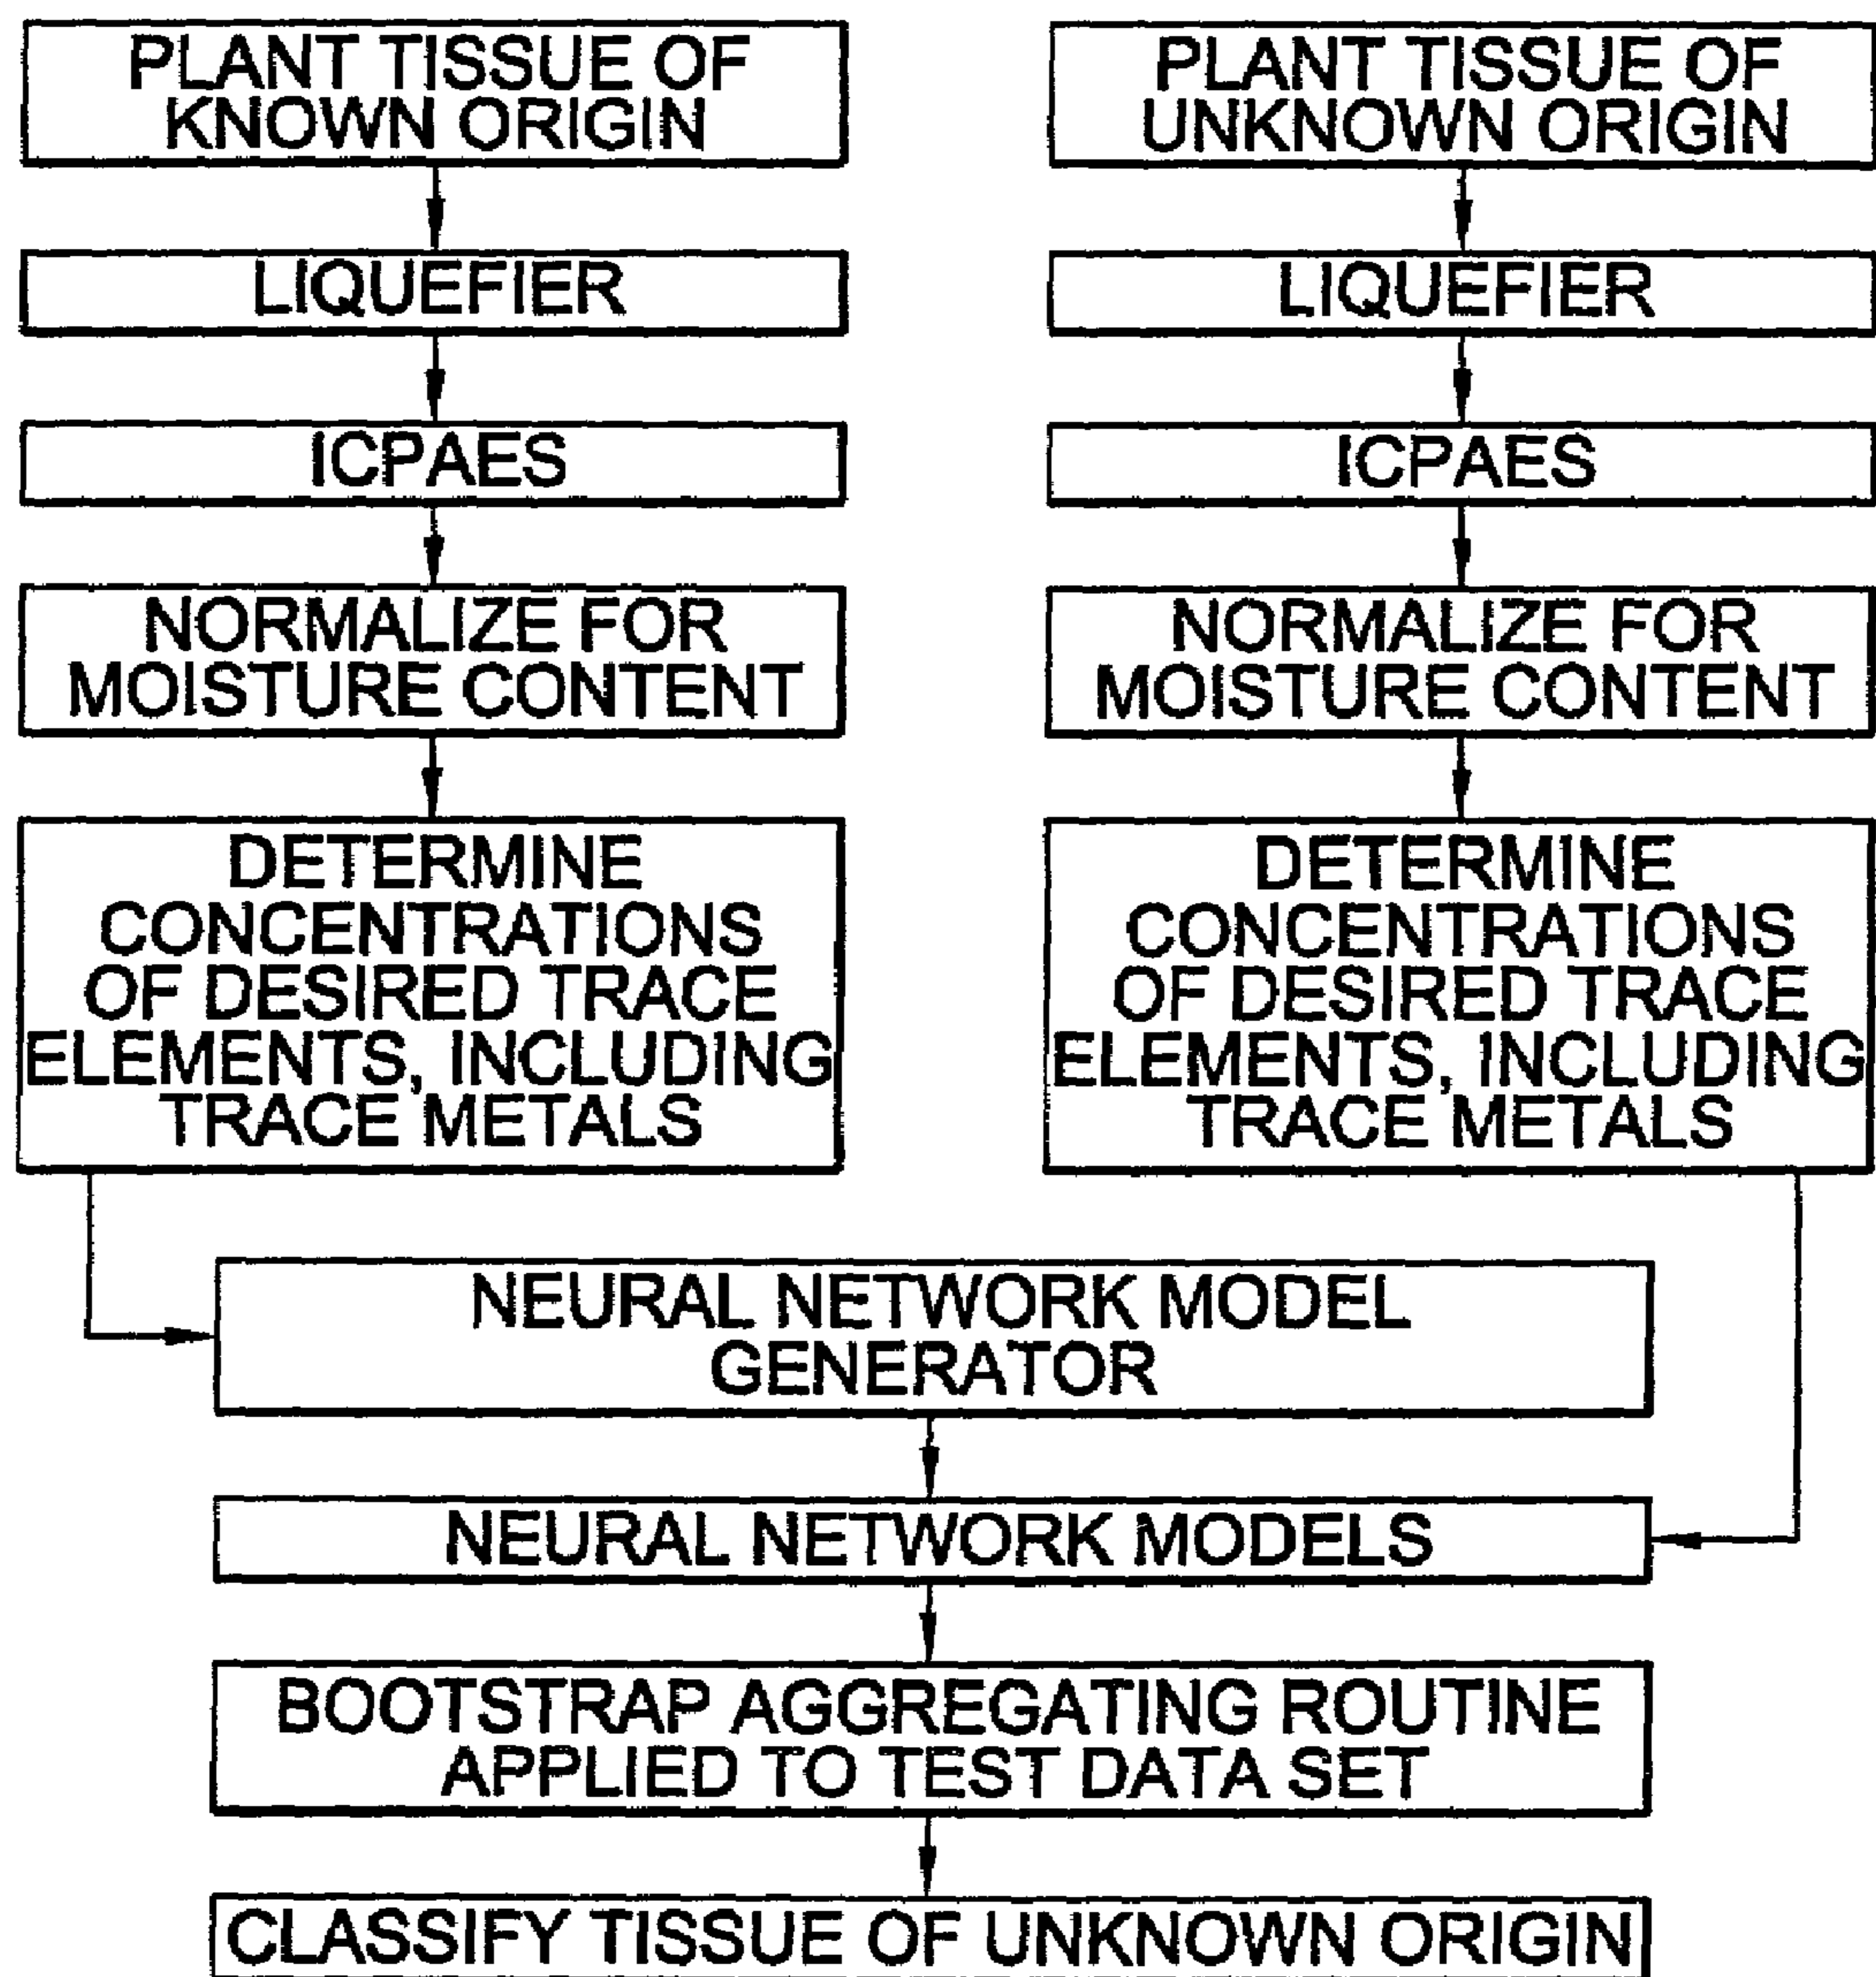 PLANT TISSUE OF
KNOWN ORIGIN
LIQUEFIER
ICPAES
NORMALIZE FOR
MOISTURE CONTENT
DETERMINE
CONCENTRATIONS
OF DESIRED TRACE
ELEMENTS, INCLUDING
TRACE METALS
PLANT TISSUE OF
UNKNOWN ORIGIN
LIQUEFIER
ICPAES
NORMALIZE FOR
MOISTURE CONTENT
DETERMINE
CONCENTRATIONS
OF DESIRED TRACE
ELEMENTS, INCLUDING
TRACE METALS
NEURAL NETWORK MODEL
GENERATOR
NEURAL NETWORK MODELS
BOOTSTRAP AGGREGATING ROUTINE
APPLIED TO TEST DATA SET
CLASSIFY TISSUE OF UNKNOWN ORIGIN